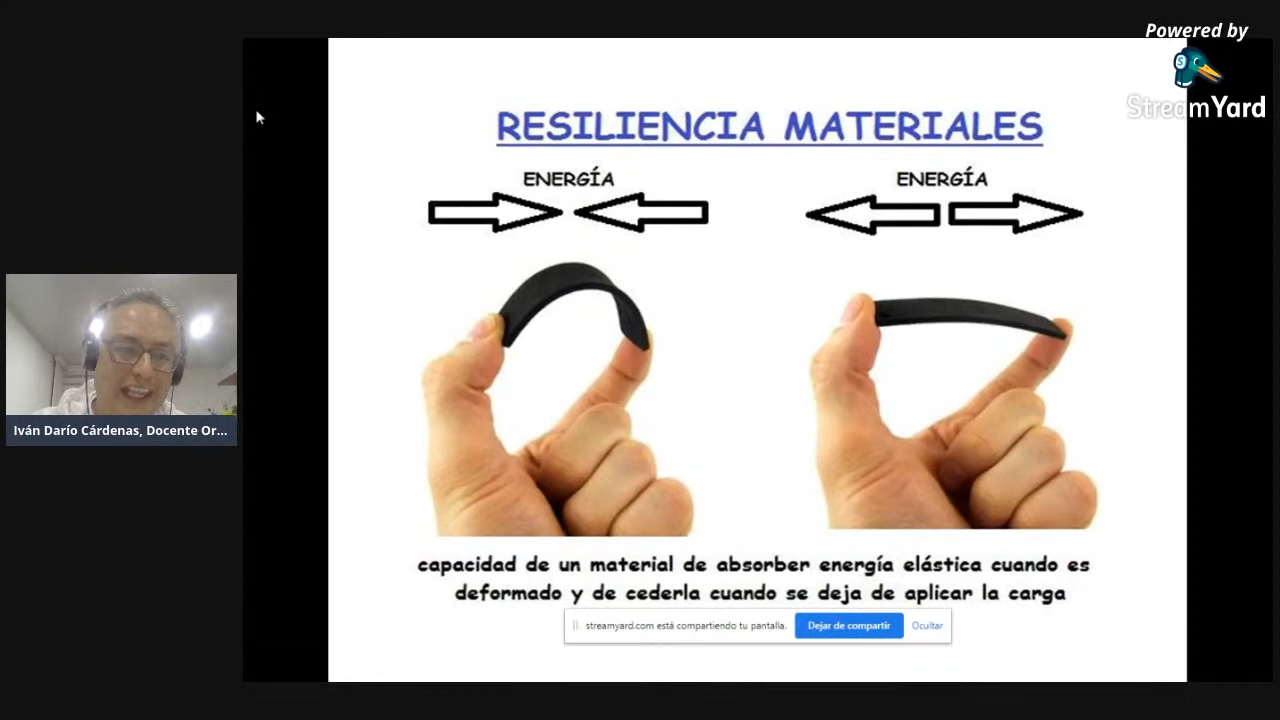 Powered by
StreamYard
RESILIENCIA MATERIALES
ENERGÍA
ENERGÍA
Iván Darío Cárdenas, Docente Or...
capacidad de un material de absorber energía elástica cuando es
deformado y de cederla cuando se deja de aplicar la carga
streamyard.com está compartiendo tu pantalla.
Dejar de compartir
Ocultar